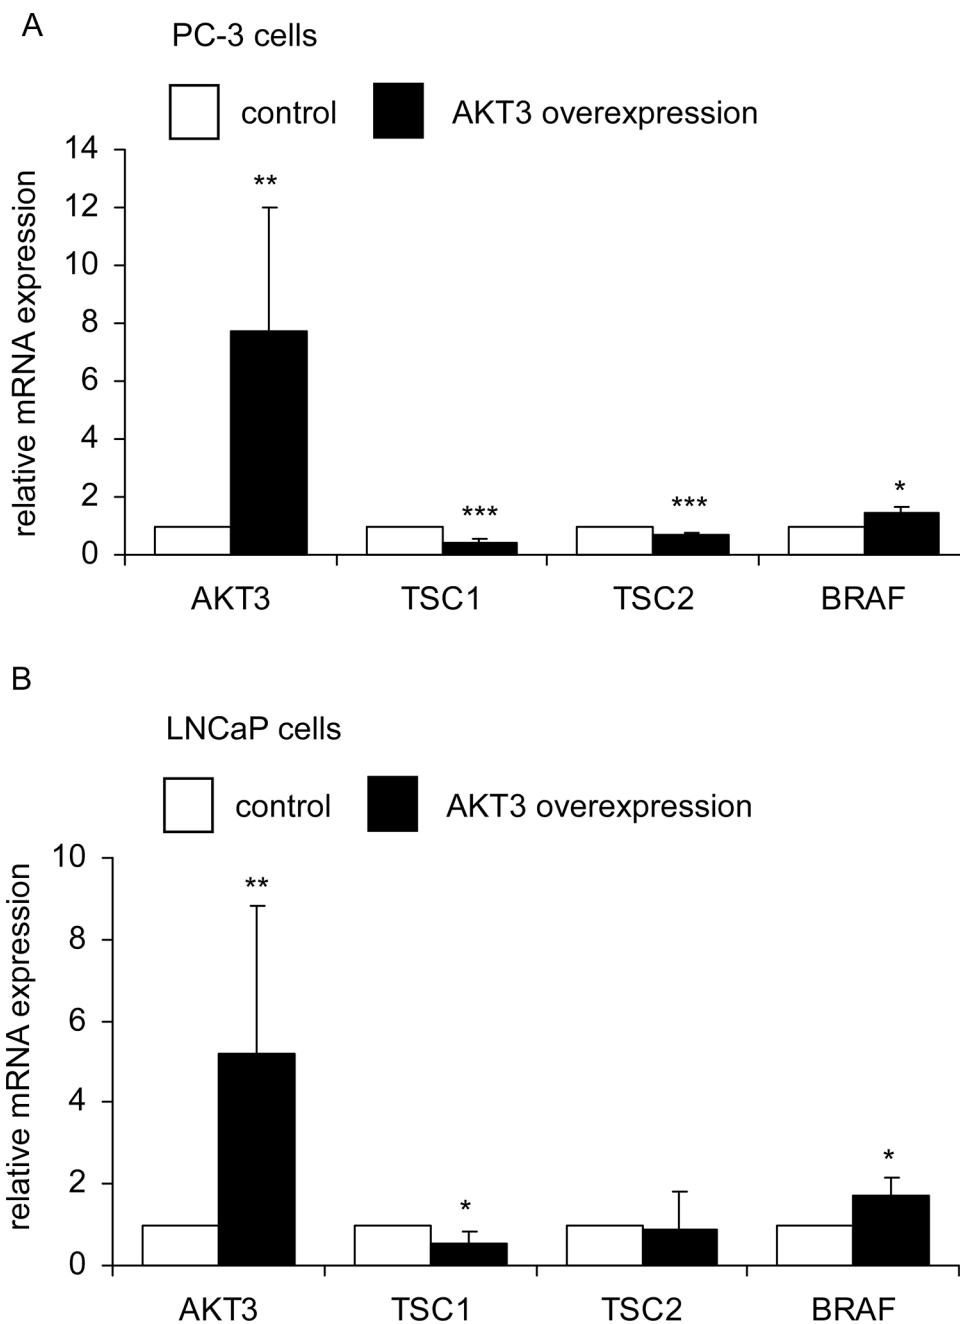 A
PC-3 cells
control AKT3 overexpression
relative mRNA expression
14
12
10
8
6
4
2
0
**
***
***
*
AKT3 TSC1 TSC2 BRAF
B
LNCaP cells
control AKT3 overexpression
relative mRNA expression
10
8
6
4
2
0
**
*
*
AKT3 TSC1 TSC2 BRAF